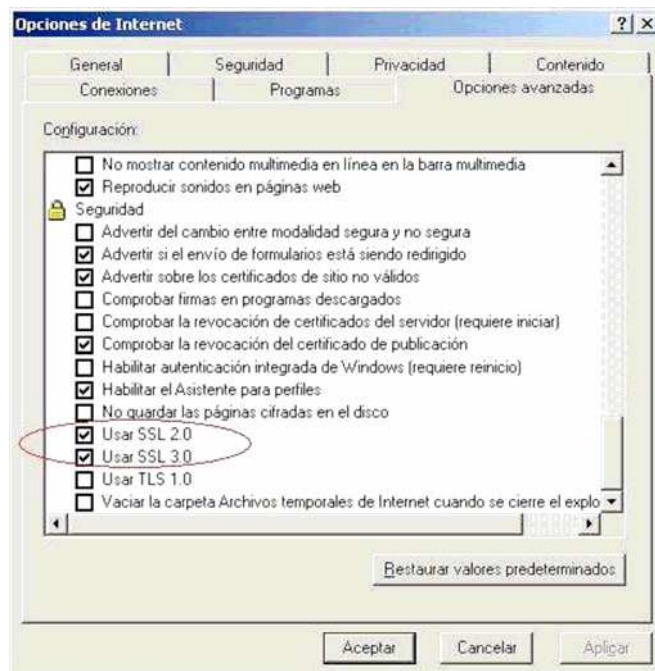 Opciones de Internet
General Seguridad Privacidad Contenido
Conexiones Programas Opciones avanzadas
Configuración:
No mostrar contenido multimedia en línea en la barra multimedia
Reproducir sonidos en páginas web
Seguridad
Advertir del cambio entre modalidad segura y no segura
Advertir si el envío de formularios está siendo redirigido
Advertir sobre los certificados de sitio no válidos
Comprobar firmas en programas descargados
Comprobar la revocación de certificados del servidor (requiere iniciar)
Comprobar la revocación del certificado de publicación
Habilitar autenticación integrada de Windows (requiere reinicio)
Habilitar el Asistente para perfiles
No guardar las páginas cifradas en el disco
Usar SSL 2.0
Usar SSL 3.0
Usar TLS 1.0
Vaciar la carpeta Archivos temporales de Internet cuando se cierre el explo
Restaurar valores predeterminados
Aceptar Cancelar Aplicar